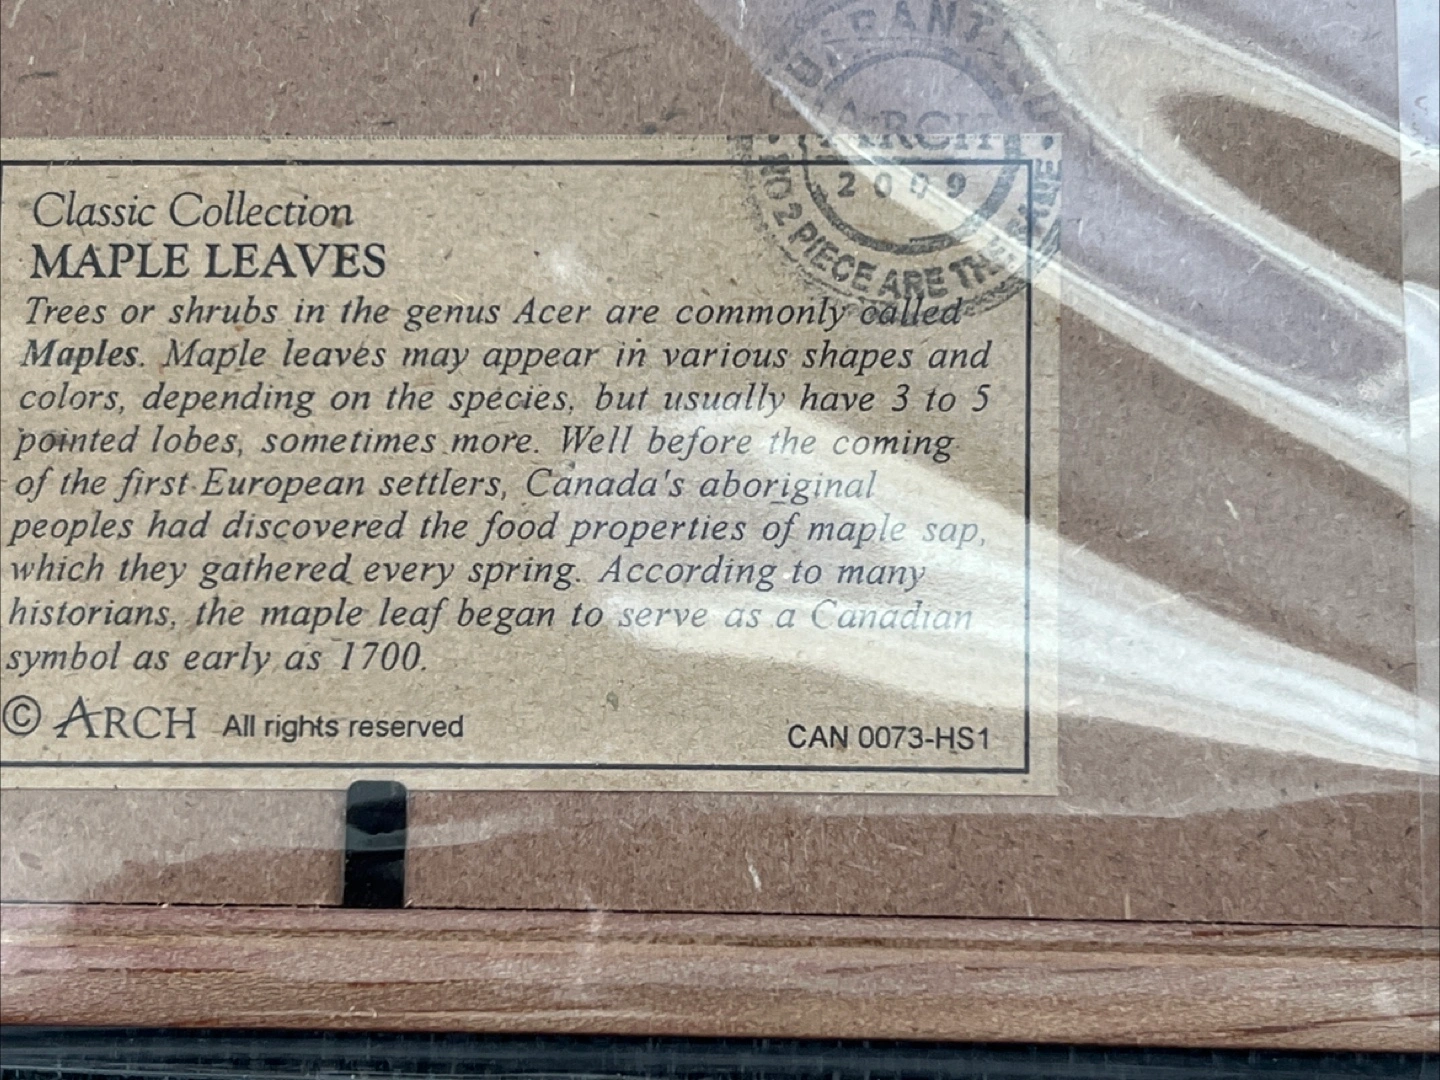 ARCH
2009
NO 2 PIECE ARE THE SAME
Classic Collection
MAPLE LEAVES
Trees or shrubs in the genus Acer are commonly called
Maples. Maple leaves may appear in various shapes and
colors, depending on the species, but usually have 3 to 5
pointed lobes, sometimes more. Well before the coming
of the first European settlers, Canada's aboriginal
peoples had discovered the food properties of maple sap,
which they gathered every spring. According to many
historians, the maple leaf began to serve as a Canadian
symbol as early as 1700.
© ARCH All rights reserved
CAN 0073-HS1